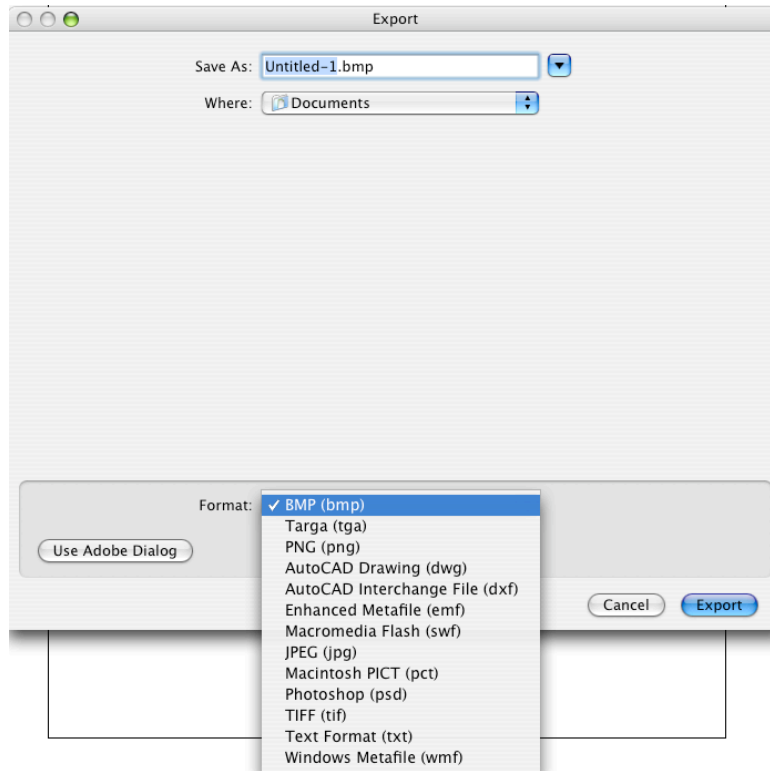 Export
Save As: Untitled-1.bmp
Where: Documents
Format: ✓ BMP (bmp)
Targa (tga)
PNG (png)
AutoCAD Drawing (dwg)
AutoCAD Interchange File (dxf)
Enhanced Metafile (emf)
Macromedia Flash (swf)
JPEG (jpg)
Macintosh PICT (pct)
Photoshop (psd)
TIFF (tif)
Text Format (txt)
Windows Metafile (wmf)
Use Adobe Dialog
Cancel
Export